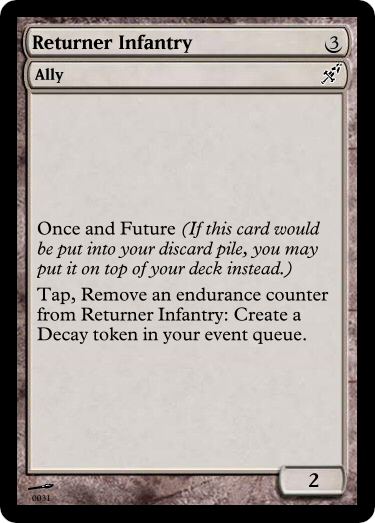 Returner Infantry 3
Ally
Once and Future (If this card would
be put into your discard pile, you may
put it on top of your deck instead.)
Tap, Remove an endurance counter
from Returner Infantry: Create a
Decay token in your event queue.
2
0031